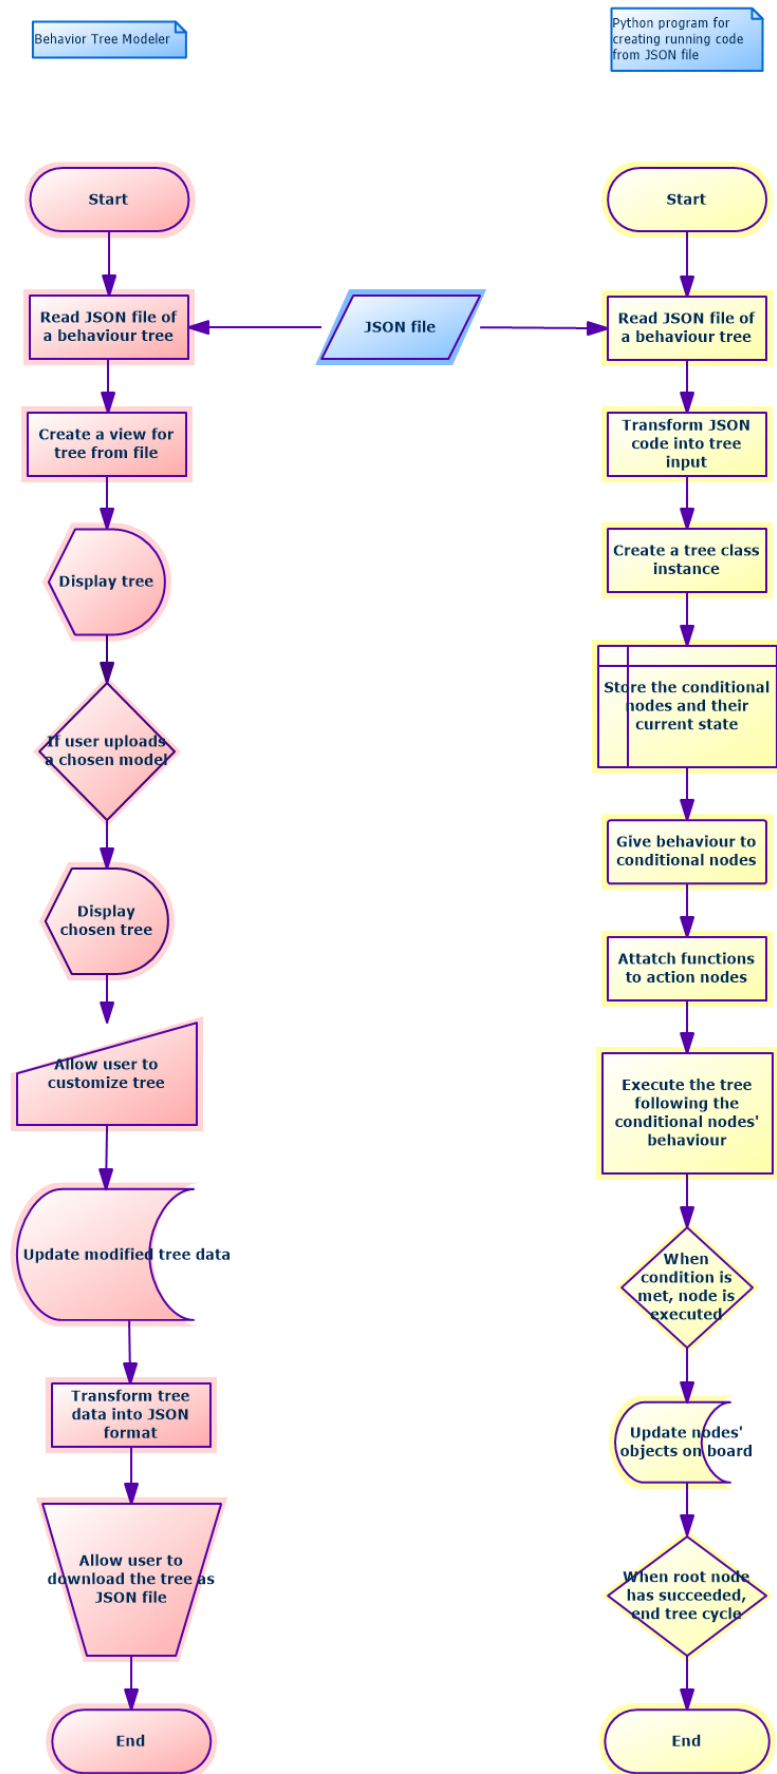 Behavior Tree Modeler
Python program for
creating running code
from JSON file
Start
Start
Read JSON file of
a behaviour tree
JSON file
Read JSON file of
a behaviour tree
Create a view for
tree from file
Transform JSON
code into tree
input
Display tree
Create a tree class
instance
If user uploads
a chosen model
Store the conditional
nodes and their
current state
Display
chosen tree
Give behaviour to
conditional nodes
Attatch functions
to action nodes
Allow user to
customize tree
Execute the tree
following the
conditional nodes'
behaviour
Update modified tree data
When
condition is
met, node is
executed
Transform tree
data into JSON
format
Update nodes'
objects on board
Allow user to
download the tree as
JSON file
When root node
has succeeded,
end tree cycle
End
End